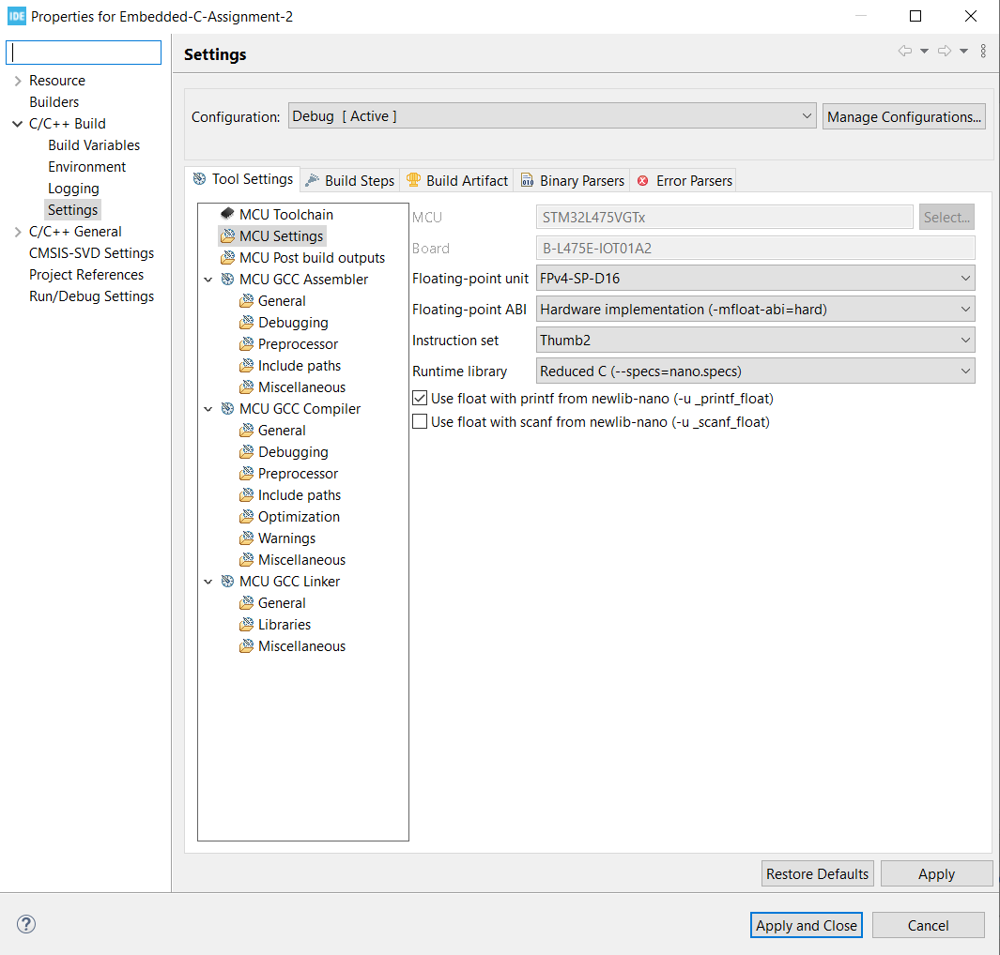 IDE Properties for Embedded-C-Assignment-2
Resource
Builders
C/C++ Build
Build Variables
Environment
Logging
Settings
C/C++ General
CMSIS-SVD Settings
Project References
Run/Debug Settings
Settings
Configuration: Debug [ Active ] Manage Configurations...
Tool Settings Build Steps Build Artifact Binary Parsers Error Parsers
MCU Toolchain
MCU Settings
MCU Post build outputs
MCU GCC Assembler
General
Debugging
Preprocessor
Include paths
Miscellaneous
MCU GCC Compiler
General
Debugging
Preprocessor
Include paths
Optimization
Warnings
Miscellaneous
MCU GCC Linker
General
Libraries
Miscellaneous
MCU STM32L475VGTx Select...
Board B-L475E-IOT01A2
Floating-point unit FPv4-SP-D16
Floating-point ABI Hardware implementation (-mfloat-abi=hard)
Instruction set Thumb2
Runtime library Reduced C (--specs=nano.specs)
Use float with printf from newlib-nano (-u _printf_float)
Use float with scanf from newlib-nano (-u _scanf_float)
Restore Defaults Apply
? Apply and Close Cancel